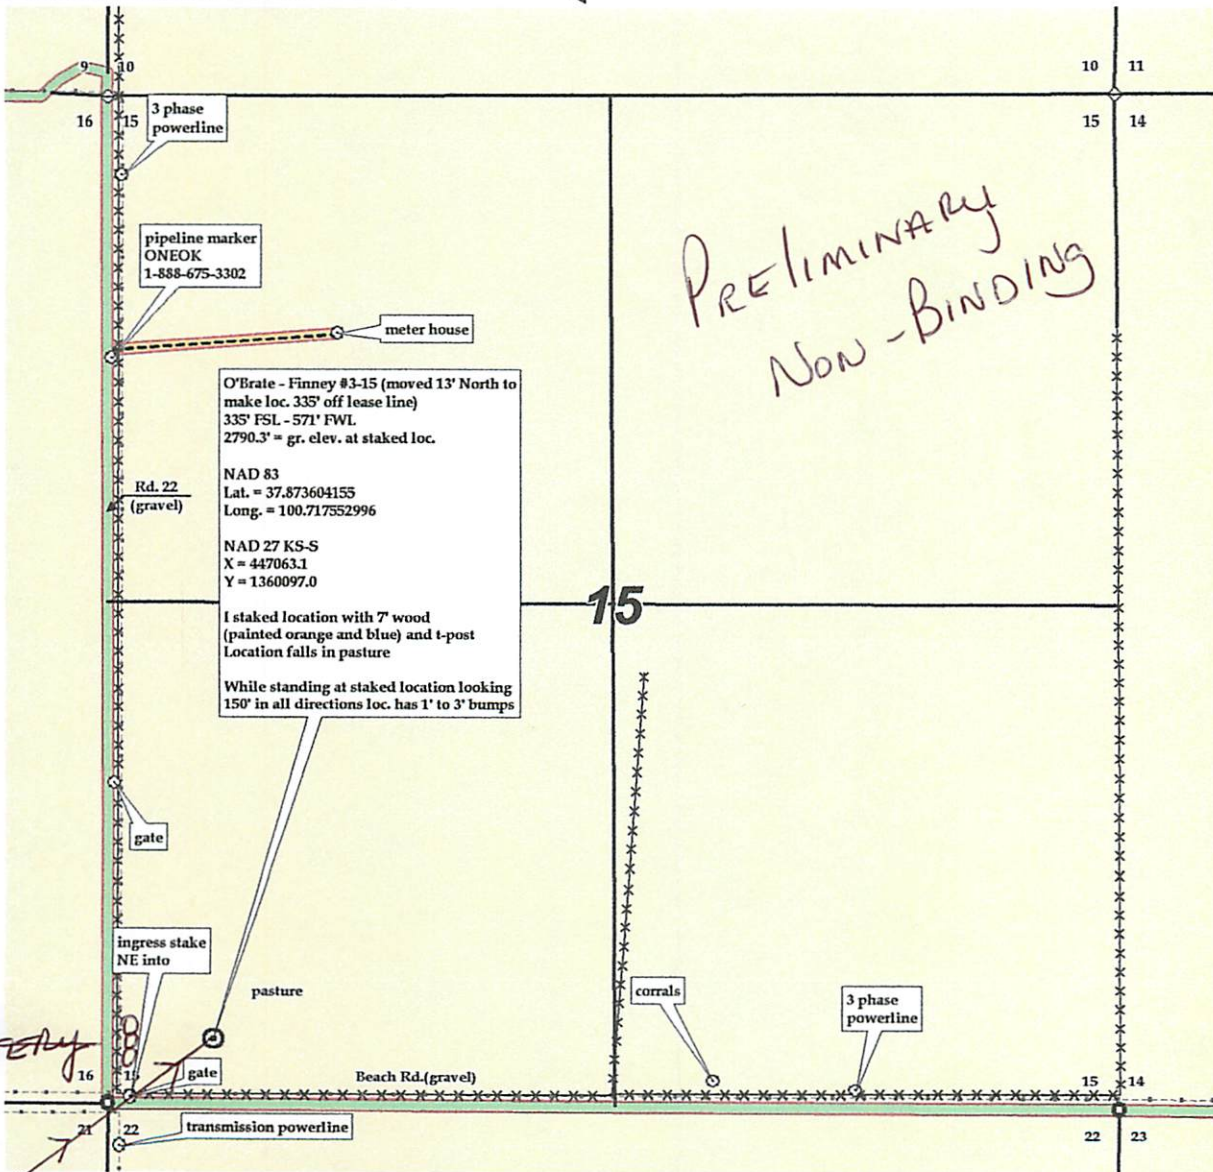 9 10
10 11
16 15
15 14
3 phase
powerline
PRELIMINARY
NON-BINDING
pipeline marker
ONEOK
1-888-675-3302
meter house
O'Brate - Finney #3-15 (moved 13' North to
make loc. 335' off lease line)
335' FSL - 571' FWL
2790.3' = gr. elev. at staked loc.
NAD 83
Lat. = 37.873604155
Long. = 100.717552996
NAD 27 KS-S
X = 447063.1
Y = 1360097.0
I staked location with 7' wood
(painted orange and blue) and t-post
Location falls in pasture
While standing at staked location looking
150' in all directions loc. has 1' to 3' bumps
Rd. 22
(gravel)
15
gate
ingress stake
NE into
pasture
corrals
3 phase
powerline
16 15
gate
Beach Rd.(gravel)
15 14
21 22
transmission powerline
22 23